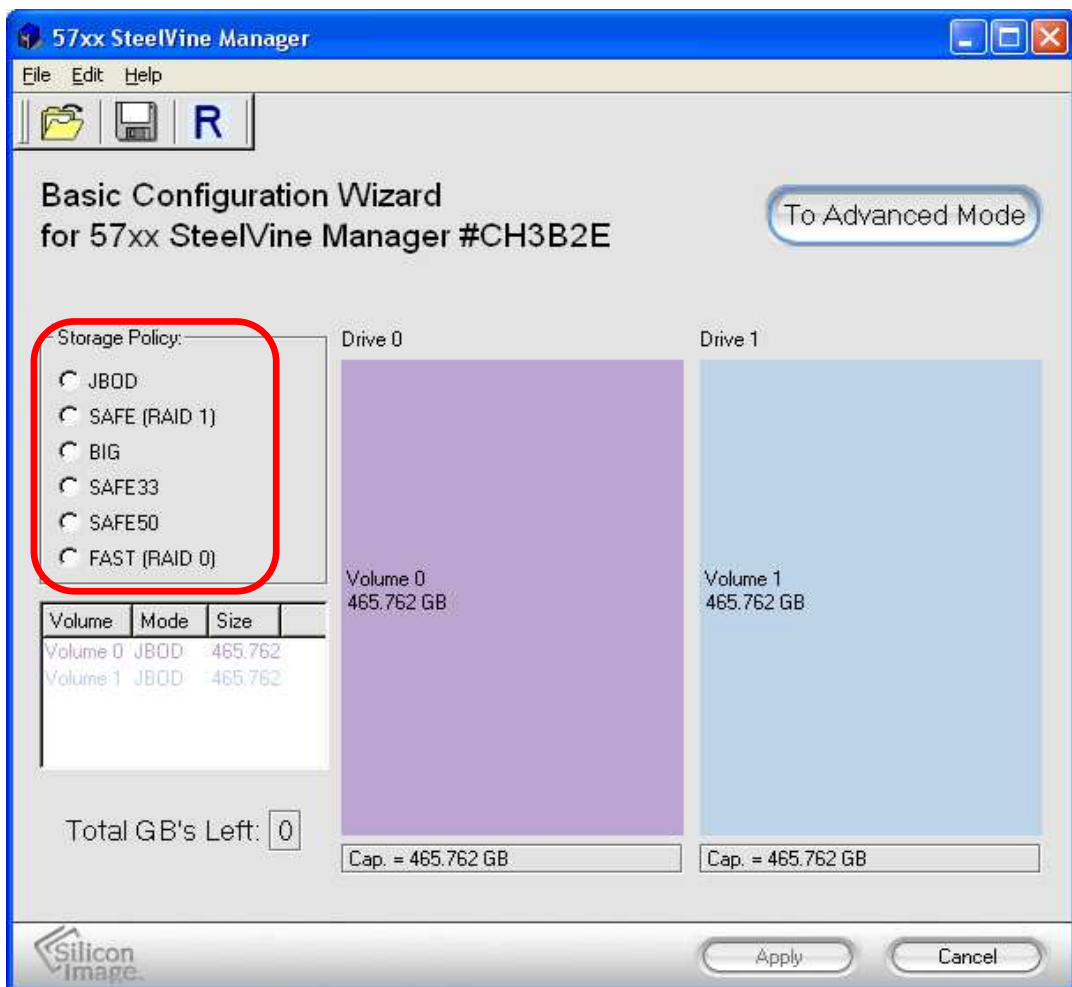 57xx SteelVine Manager
File Edit Help
R
Basic Configuration Wizard
for 57xx SteelVine Manager #CH3B2E
To Advanced Mode
Storage Policy:
JBOD
SAFE (RAID 1)
BIG
SAFE33
SAFE50
FAST (RAID 0)
Drive 0
Drive 1
Volume 0
465.762 GB
Volume 1
465.762 GB
Volume Mode Size
Volume 0 JBOD 465.762
Volume 1 JBOD 465.762
Total GB's Left: 0
Cap. = 465.762 GB
Cap. = 465.762 GB
Silicon
Image.
Apply
Cancel